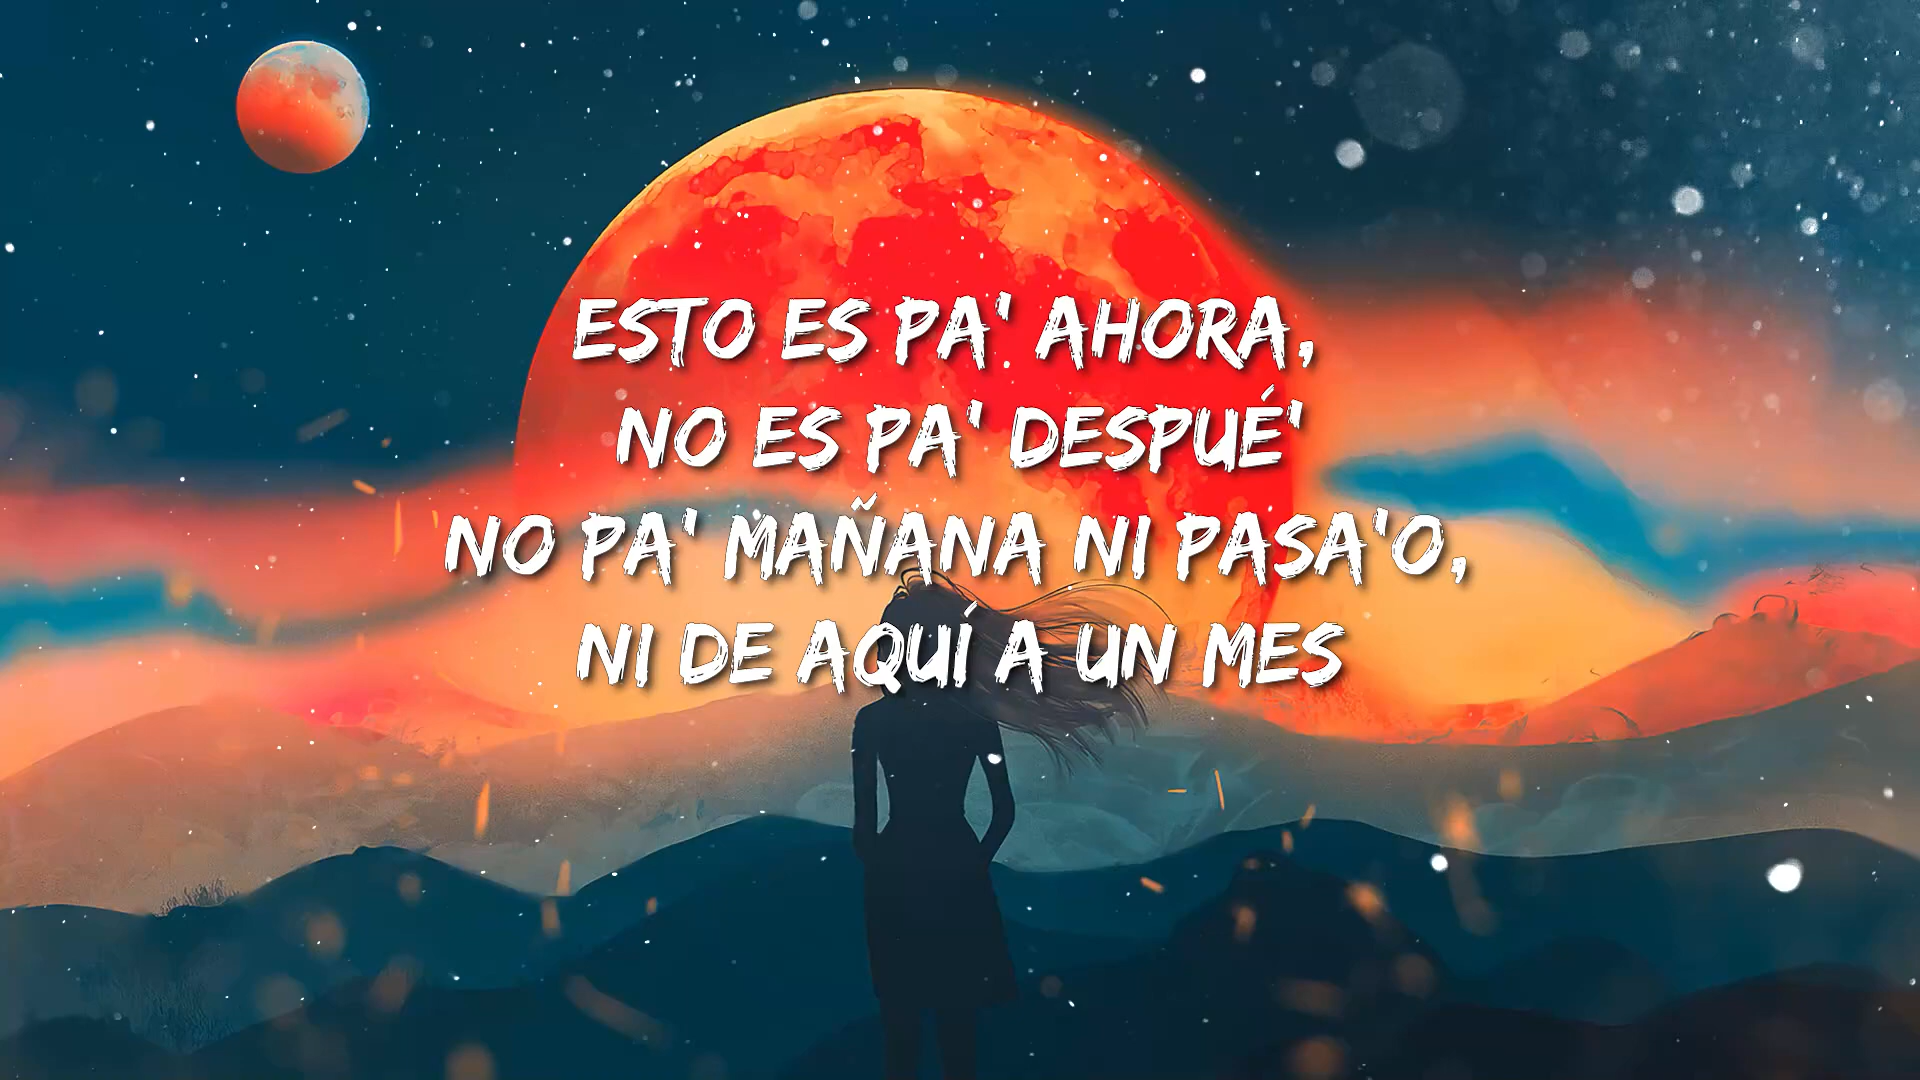 ESTO ES PA' AHORA,
NO ES PA' DESPUÉ'
NO PA' MAÑANA NI PASA'O,
NI DE AQUÍ A UN MES